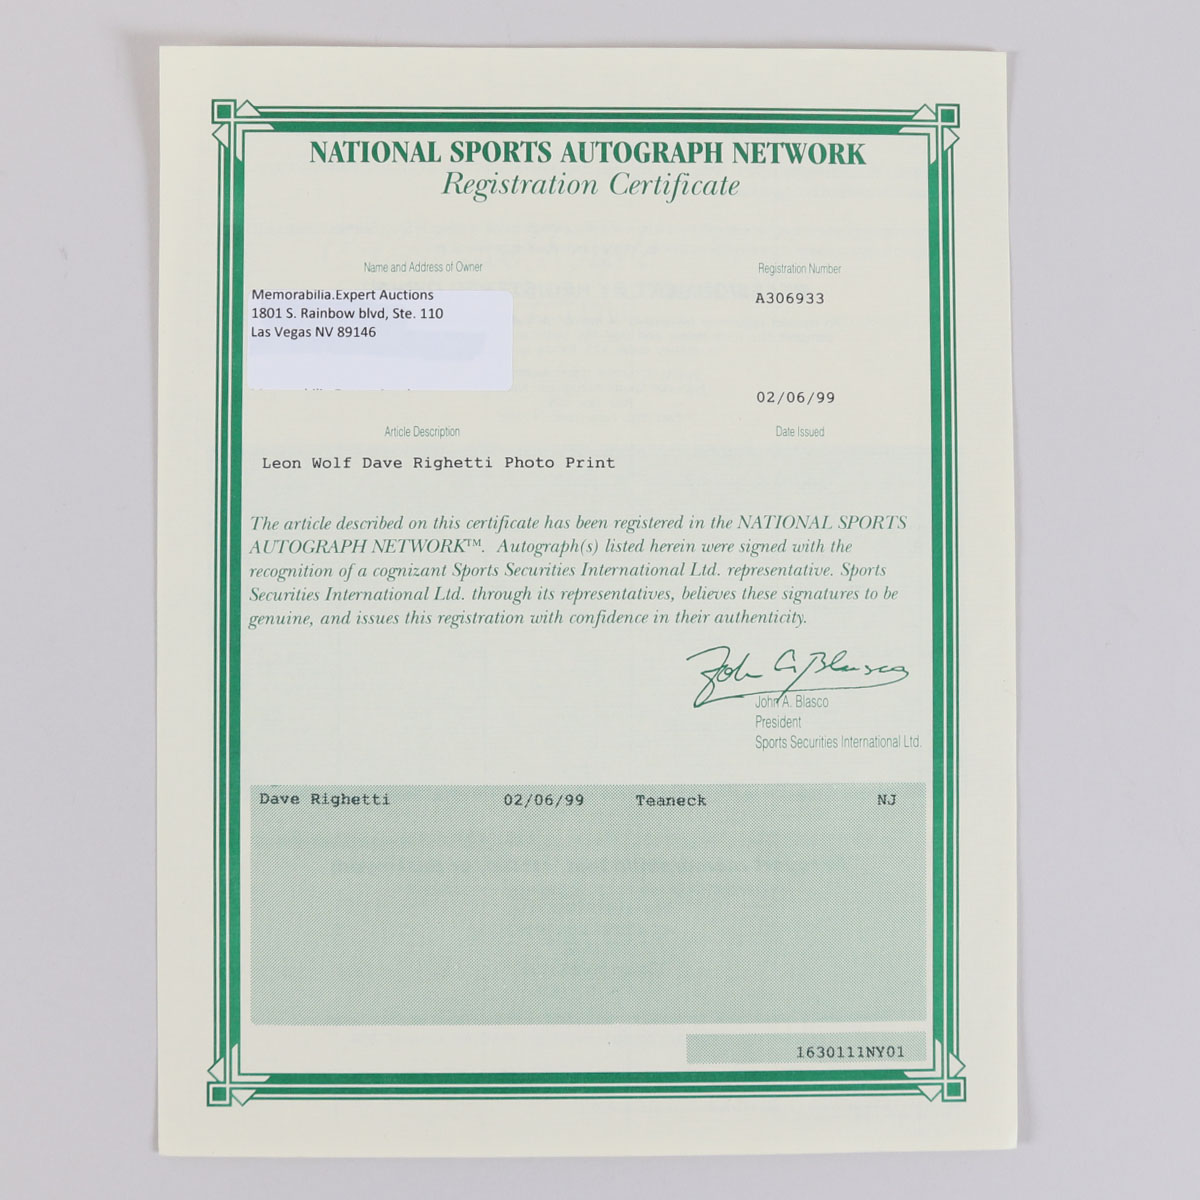 NATIONAL SPORTS AUTOGRAPH NETWORK
Registration Certificate
Name and Address of Owner
Registration Number
Memorabilia.Expert Auctions
1801 S. Rainbow blvd, Ste. 110
Las Vegas NV 89146
A306933
02/06/99
Article Description
Date Issued
Leon Wolf Dave Righetti Photo Print
The article described on this certificate has been registered in the NATIONAL SPORTS
AUTOGRAPH NETWORK™. Autograph(s) listed herein were signed with the
recognition of a cognizant Sports Securities International Ltd. representative. Sports
Securities International Ltd. through its representatives, believes these signatures to be
genuine, and issues this registration with confidence in their authenticity.
John A. Blasco
John A. Blasco
President
Sports Securities International Ltd.
Dave Righetti 02/06/99 Teaneck NJ
1630111NY01